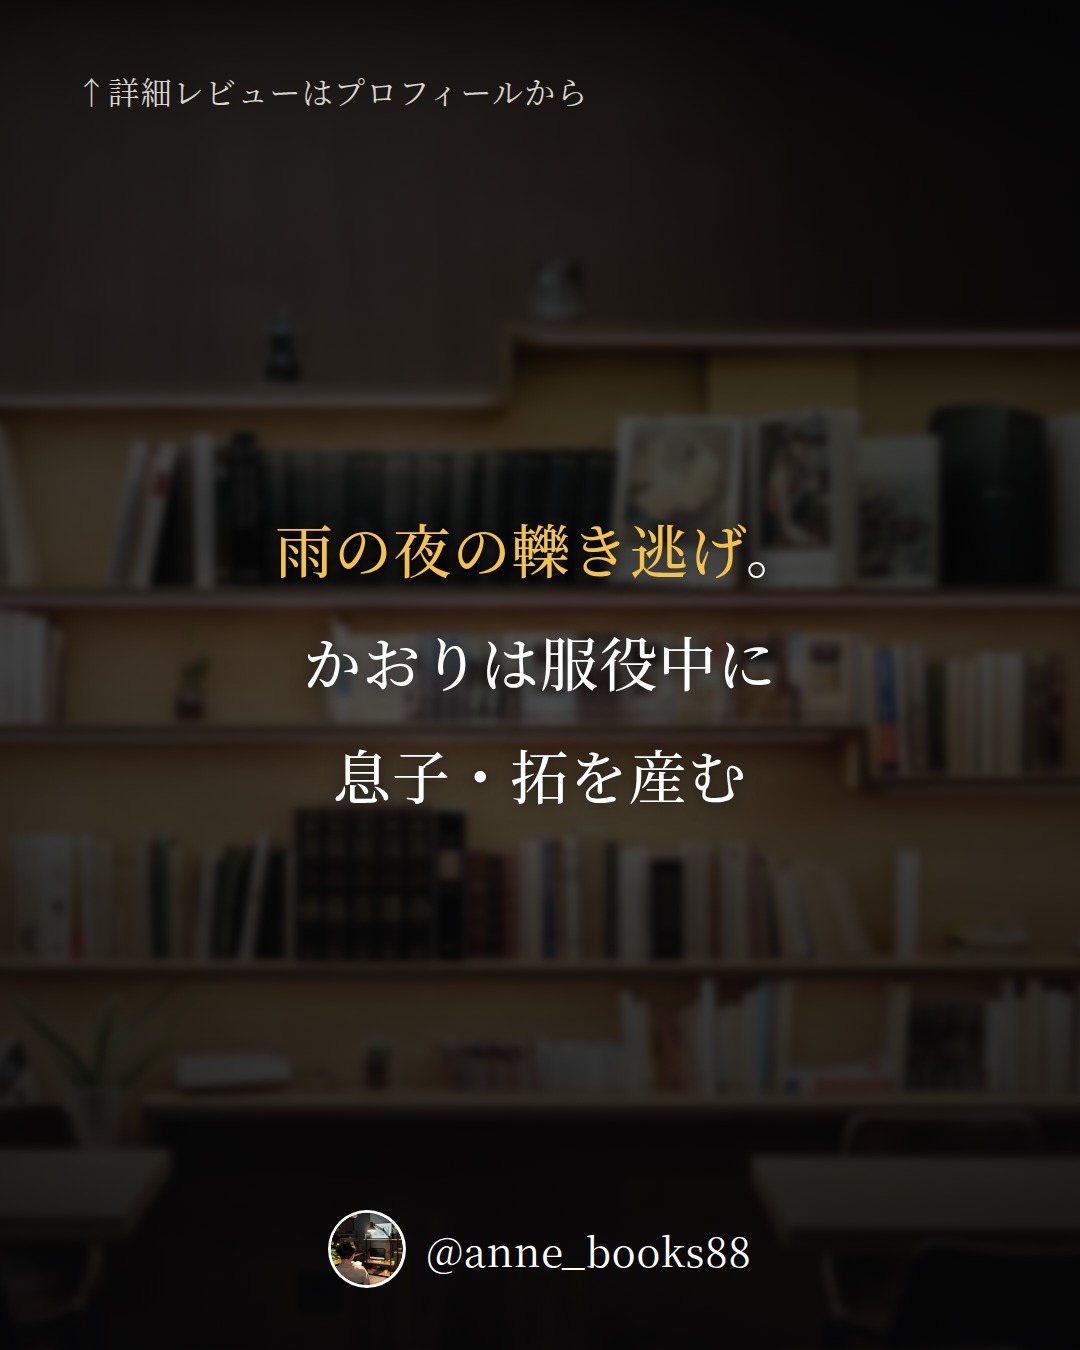 ↑詳細レビューはプロフィールから
雨の夜の轢き逃げ。
かおりは服役中に
息子・拓を産む
@anne_books88